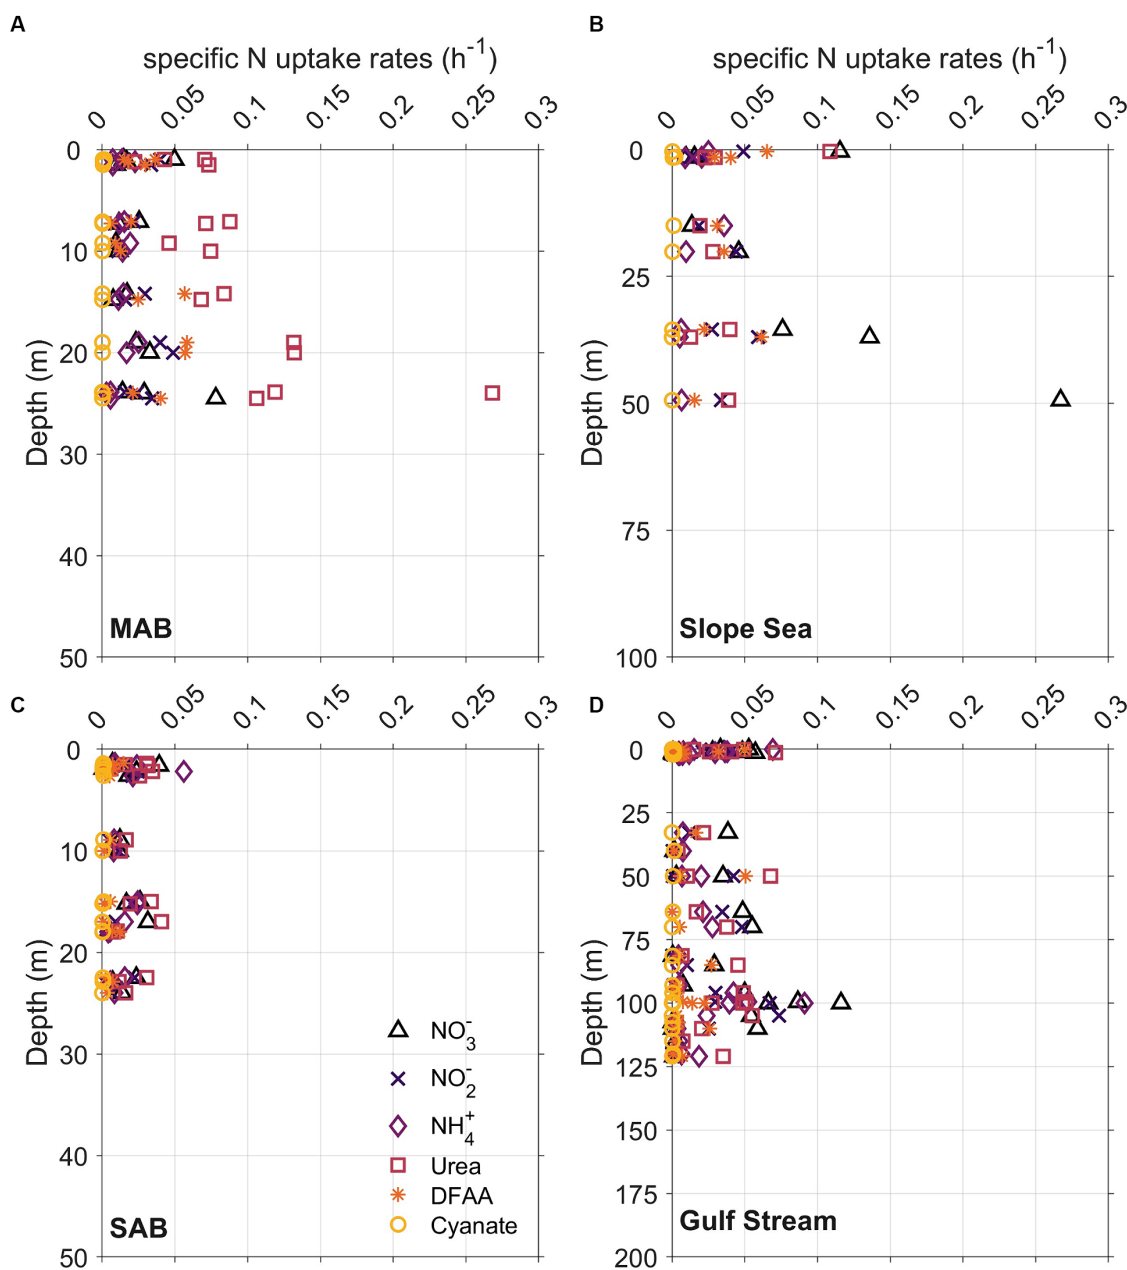 A
specific N uptake rates (h-1)
0 0.05 0.1 0.15 0.2 0.25 0.3
0
10
20
30
40
50
Depth (m)
MAB
B
specific N uptake rates (h-1)
0 0.05 0.1 0.15 0.2 0.25 0.3
0
25
50
75
100
Depth (m)
Slope Sea
C
0 0.05 0.1 0.15 0.2 0.25 0.3
0
10
20
30
40
50
Depth (m)
NO3-
NO2-
NH4+
Urea
DFAA
Cyanate
SAB
D
0 0.05 0.1 0.15 0.2 0.25 0.3
0
25
50
75
100
125
150
175
200
Depth (m)
Gulf Stream